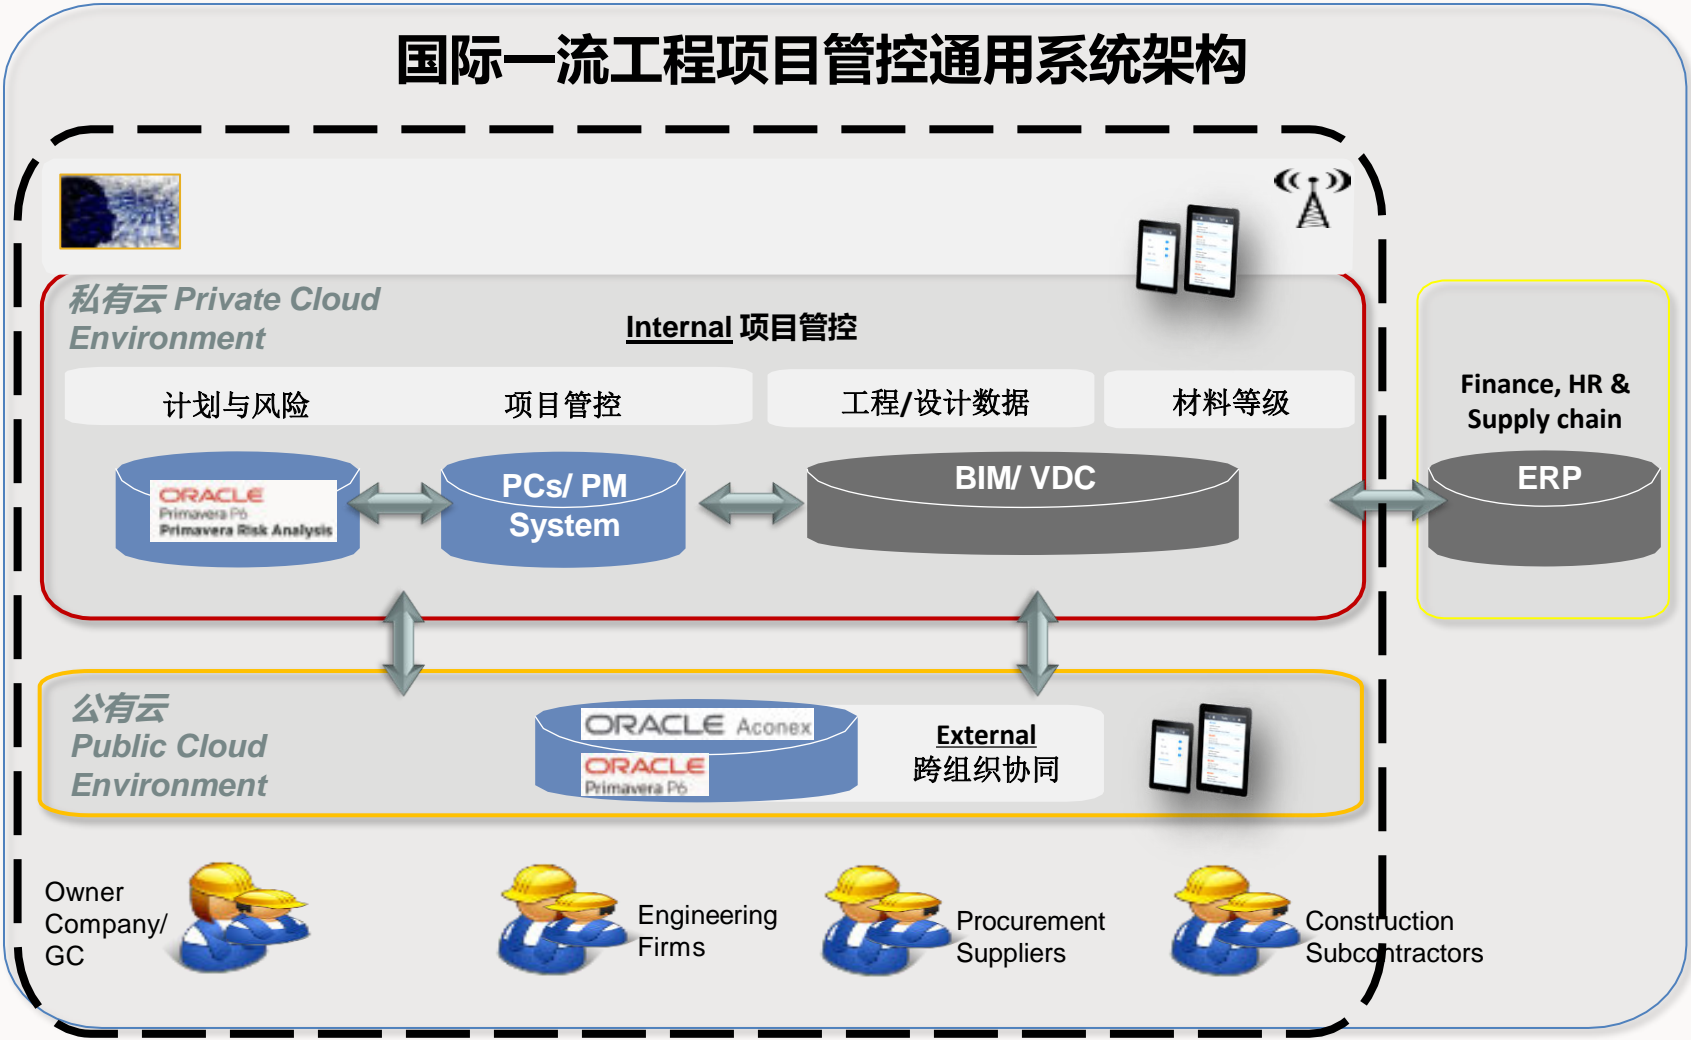 国际一流工程项目管控通用系统架构
私有云 Private Cloud
Environment
Internal 项目管控
计划与风险
项目管控
工程/设计数据
材料等级
Finance, HR &
Supply chain
ORACLE
Primavera P6
Primavera Risk Analysis
PCs/ PM
System
BIM/ VDC
ERP
公有云
Public Cloud
Environment
ORACLE Aconex
ORACLE
Primavera P6
External
跨组织协同
Owner
Company/
GC
Engineering
Firms
Procurement
Suppliers
Construction
Subcontractors